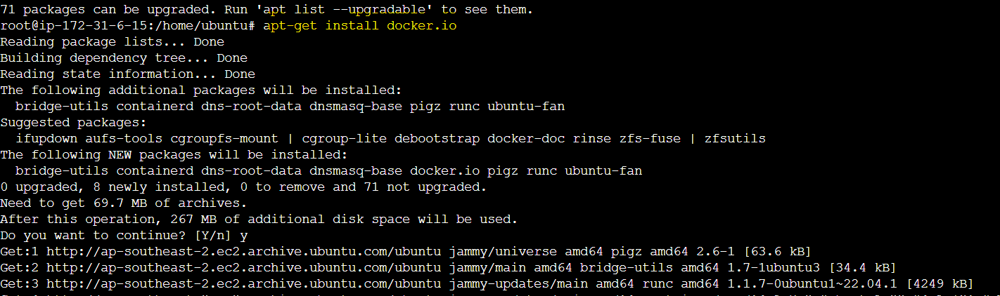 71 packages can be upgraded. Run 'apt list --upgradable' to see them.
root@ip-172-31-6-15:/home/ubuntu# apt-get install docker.io
Reading package lists... Done
Building dependency tree... Done
Reading state information... Done
The following additional packages will be installed:
  bridge-utils containerd dns-root-data dnsmasq-base pigz runc ubuntu-fan
Suggested packages:
  ifupdown aufs-tools cgroupfs-mount | cgroup-lite debootstrap docker-doc rinse zfs-fuse | zfsutils
The following NEW packages will be installed:
  bridge-utils containerd dns-root-data dnsmasq-base docker.io pigz runc ubuntu-fan
0 upgraded, 8 newly installed, 0 to remove and 71 not upgraded.
Need to get 69.7 MB of archives.
After this operation, 267 MB of additional disk space will be used.
Do you want to continue? [Y/n] y
Get:1 http://ap-southeast-2.ec2.archive.ubuntu.com/ubuntu jammy/universe amd64 pigz amd64 2.6-1 [63.6 kB]
Get:2 http://ap-southeast-2.ec2.archive.ubuntu.com/ubuntu jammy/main amd64 bridge-utils amd64 1.7-1ubuntu3 [34.4 kB]
Get:3 http://ap-southeast-2.ec2.archive.ubuntu.com/ubuntu jammy-updates/main amd64 runc amd64 1.1.7-0ubuntu1~22.04.1 [4249 kB]